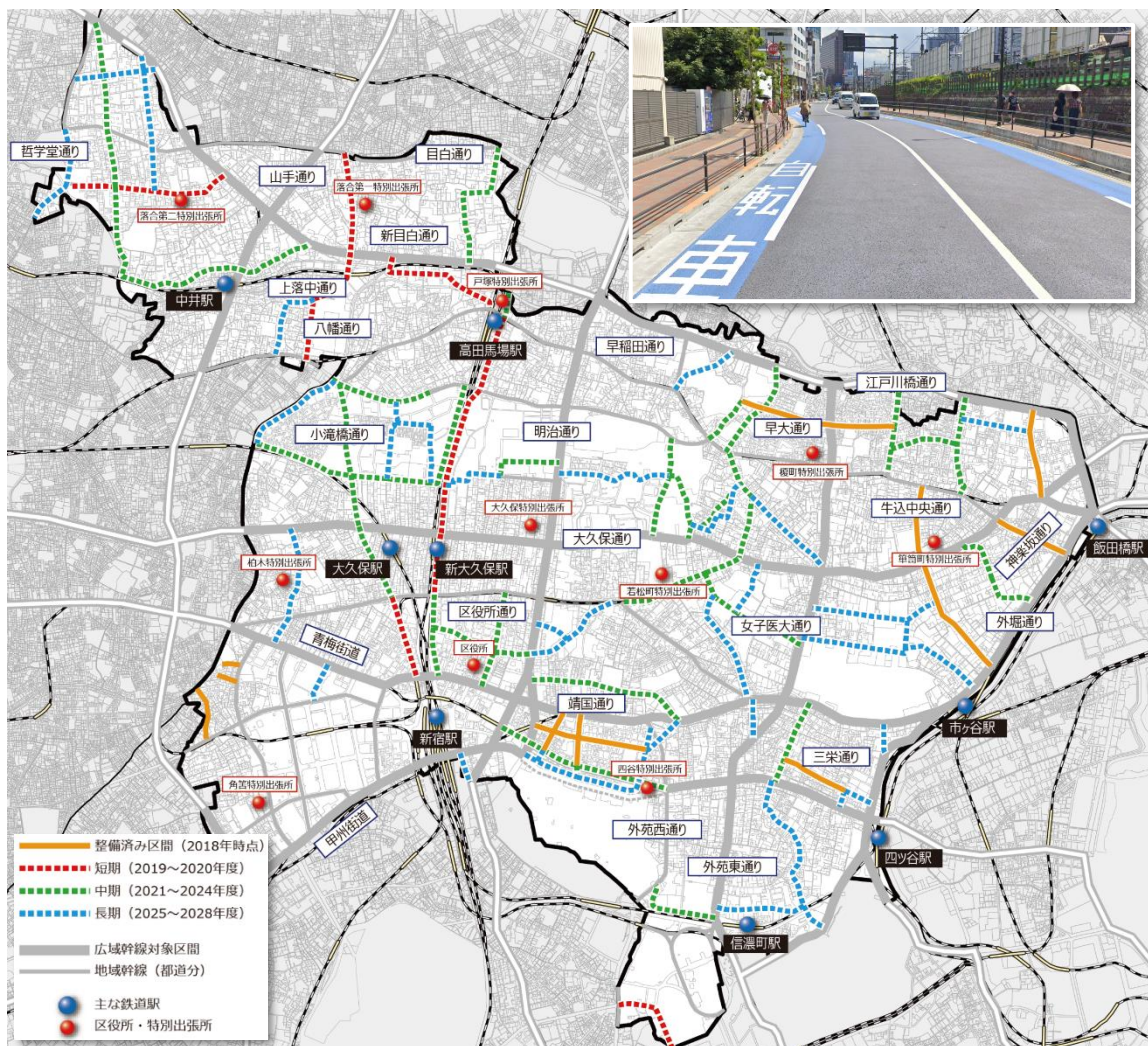 自転車
哲学堂通り
目白通り
山手通り
落合第一特別出張所
落合第二特別出張所
新目白通り
戸塚特別出張所
中井駅
上落中通り
八幡通り
高田馬場駅
早稲田通り
江戸川橋通り
小滝橋通り
明治通り
早大通り
榎町特別出張所
大久保特別出張所
牛込中央通り
大久保通り
神楽坂通り
飯田橋駅
柏木特別出張所
大久保駅
新大久保駅
若松町特別出張所
箪笥町特別出張所
区役所通り
女子医大通り
外堀通り
青梅街道
区役所
靖国通り
新宿駅
市ヶ谷駅
三栄通り
四谷特別出張所
角筈特別出張所
甲州街道
外苑西通り
外苑東通り
四ツ谷駅
信濃町駅
整備済み区間（2018年時点）
短期（2019～2020年度）
中期（2021～2024年度）
長期（2025～2028年度）
広域幹線対象区間
地域幹線（都道分）
主な鉄道駅
区役所・特別出張所